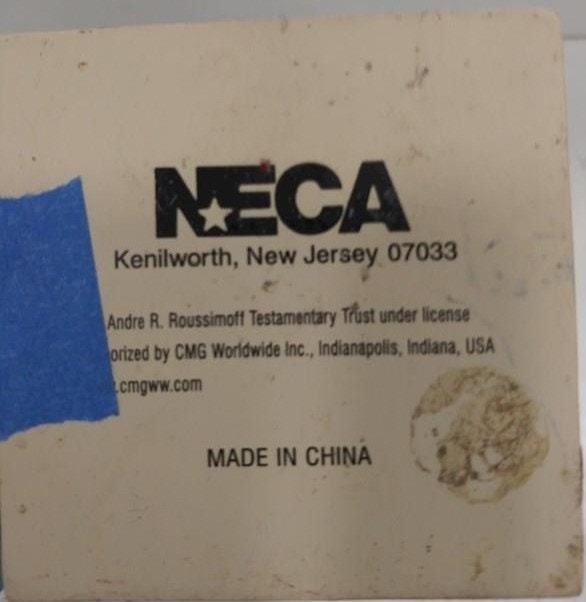 NECA
Kenilworth, New Jersey 07033
Andre R. Roussimoff Testamentary Trust under license
orized by CMG Worldwide Inc., Indianapolis, Indiana, USA
.cmgww.com
MADE IN CHINA